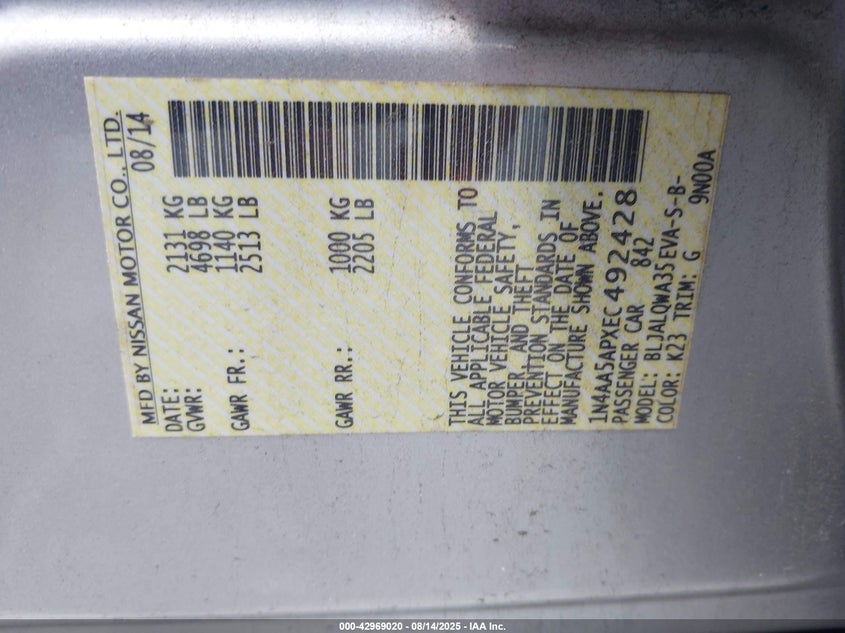 MFD BY NISSAN MOTOR CO., LTD.
DATE: 08/14
GVWR: 2131 KG
4698 LB
GAWR FR.: 1140 KG
2513 LB
GAWR RR.: 1000 KG
2205 LB
THIS VEHICLE CONFORMS TO
ALL APPLICABLE FEDERAL
MOTOR VEHICLE SAFETY,
BUMPER, AND THEFT
PREVENTION STANDARDS IN
EFFECT ON THE DATE OF
MANUFACTURE SHOWN ABOVE.
1N4AA5APXEC492428
PASSENGER CAR 842
MODEL: BLJALQWA35EVA-S-B-
COLOR: K23 TRIM: G 9N00A
000-42969020 - 08/14/2025 - IAA Inc.